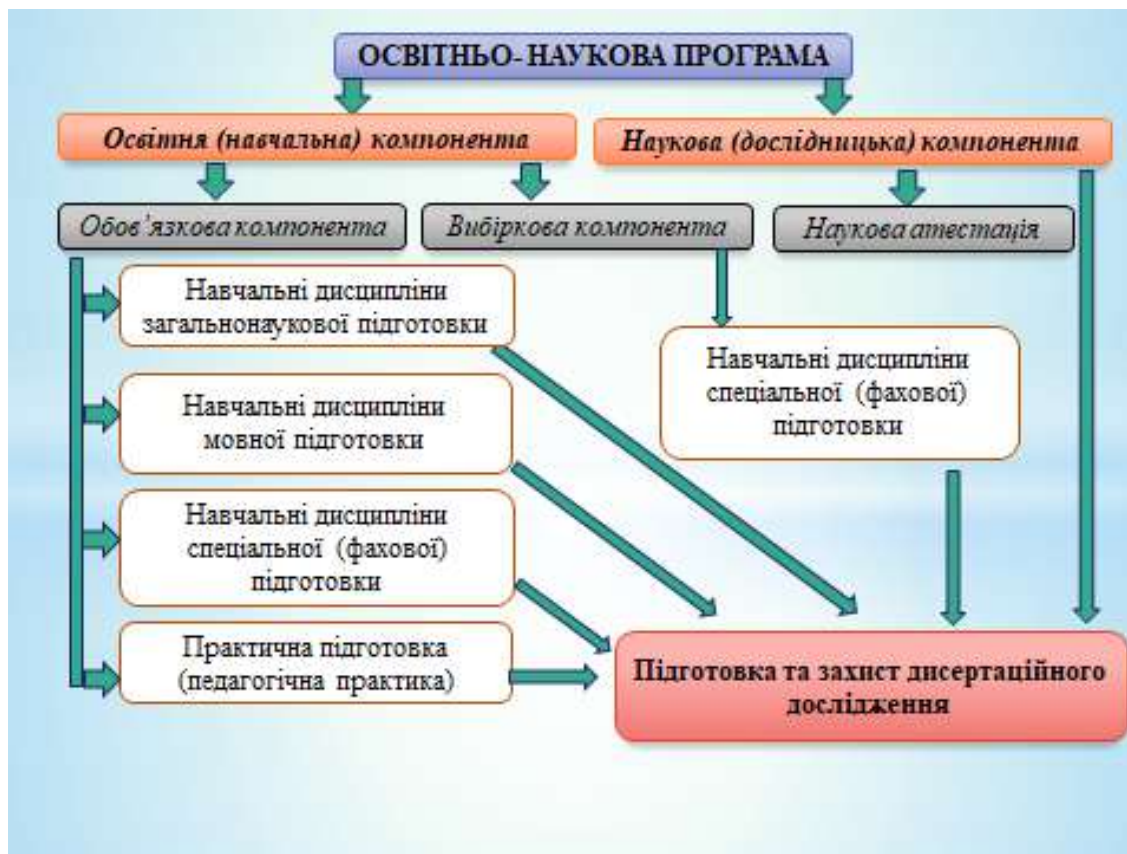 ОСВІТНЬО- НАУКОВА ПРОГРАМА
Освітня (навчальна) компонента
Наукова (дослідницька) компонента
Обов’язкова компонента
Вибіркова компонента
Наукова атестація
Навчальні дисципліни
загальнонаукової підготовки
Навчальні дисципліни
спеціальної (фахової)
підготовки
Навчальні дисципліни
мовної підготовки
Навчальні дисципліни
спеціальної (фахової)
підготовки
Практична підготовка
(педагогічна практика)
Підготовка та захист дисертаційного
дослідження